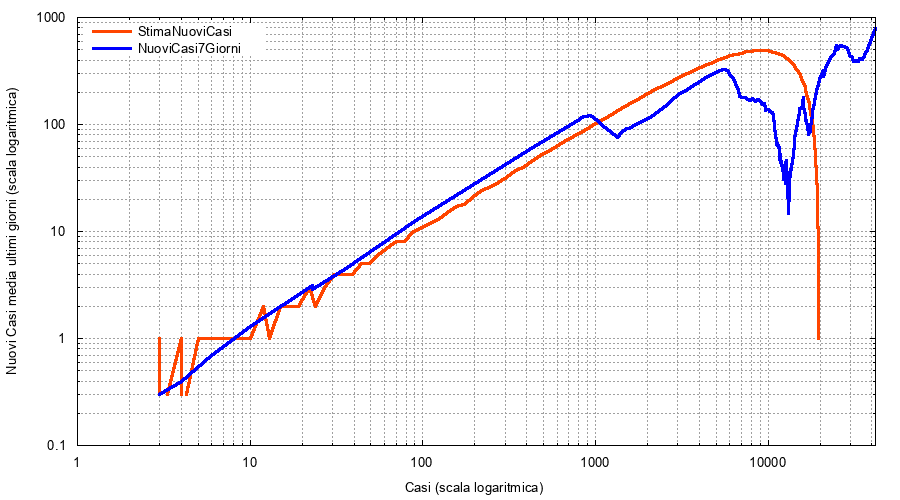 StimaNuoviCasi
NuoviCasi7Giorni
Nuovi Casi media ultimi giorni (scala logaritmica)
1000
100
10
1
0.1
1
10
100
1000
10000
Casi (scala logaritmica)